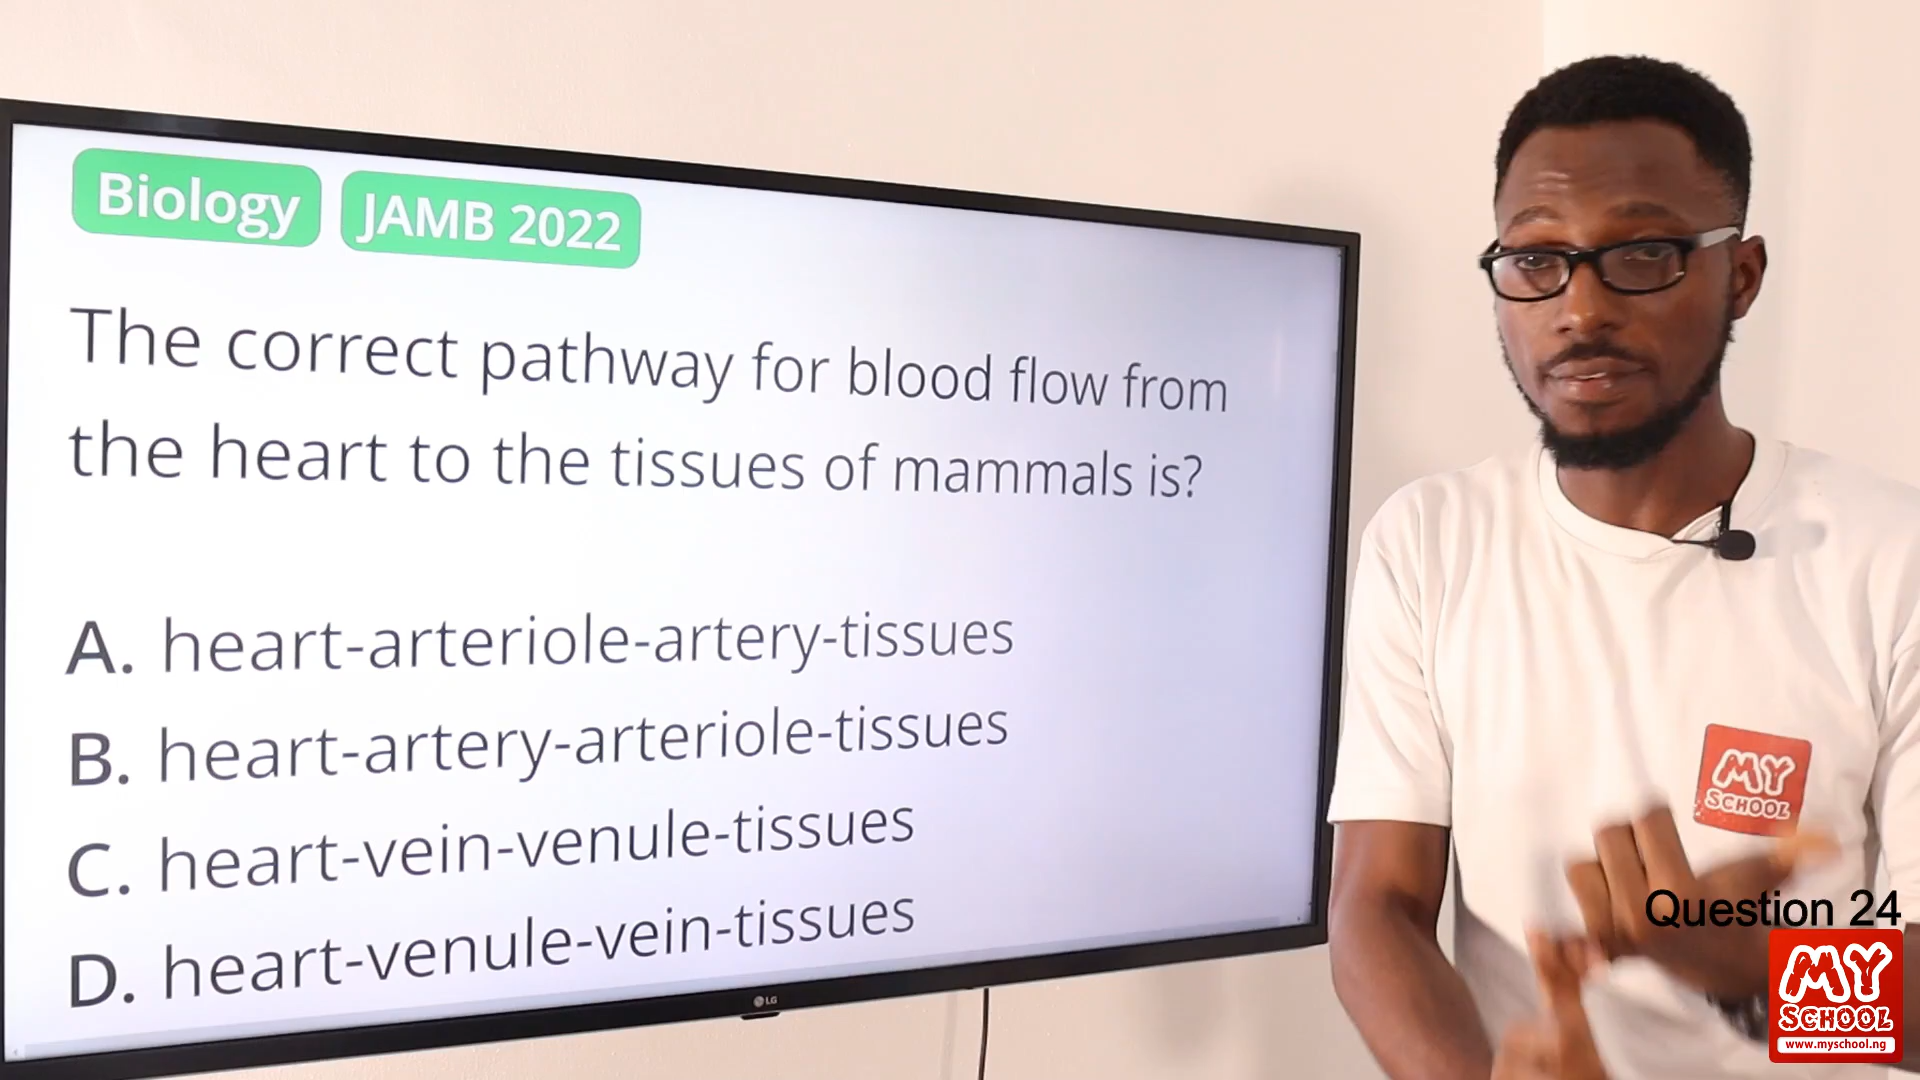 Biology JAMB 2022
The correct pathway for blood flow from
the heart to the tissues of mammals is?
A. heart-arteriole-artery-tissues
B. heart-artery-arteriole-tissues
C. heart-vein-venule-tissues
D. heart-venule-vein-tissues
LG
MY
SCHOOL
Question 24
MY
SCHOOL
www.myschool.ng